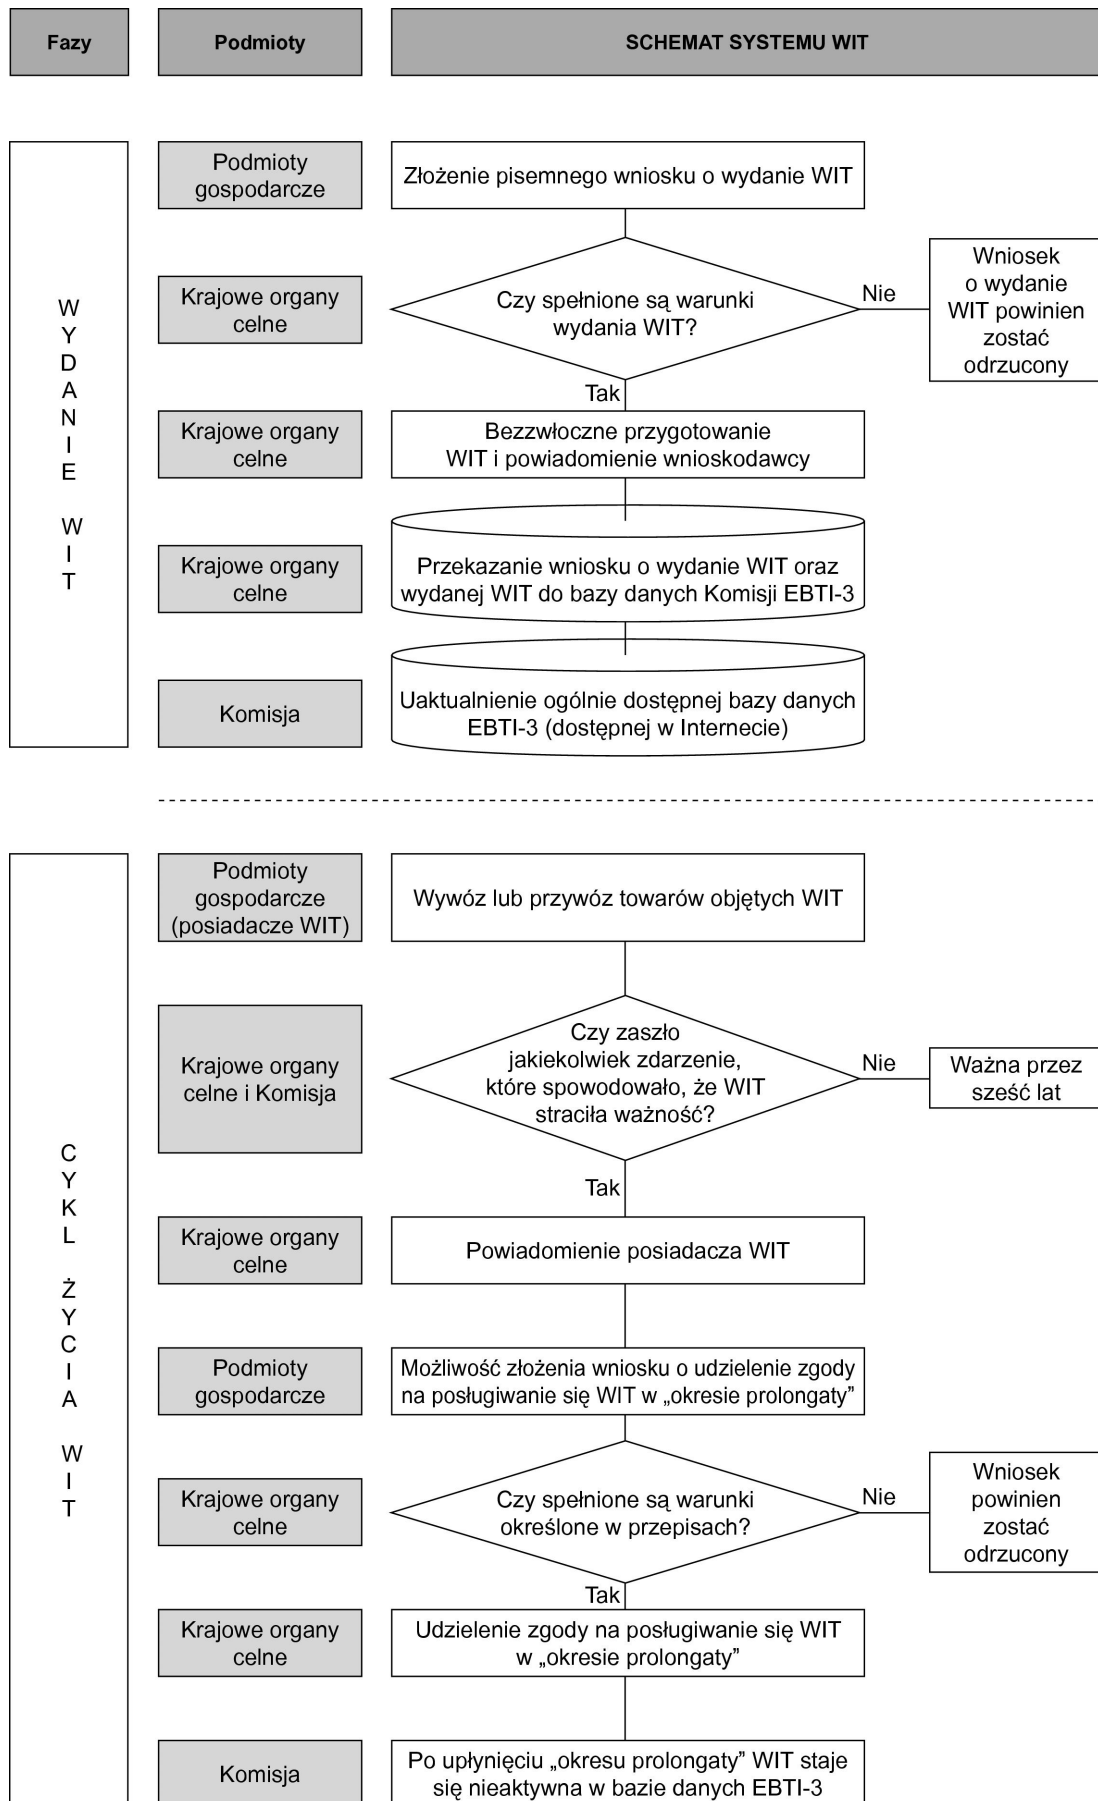 Fazy
Podmioty
SCHEMAT SYSTEMU WIT
WYDANIE WIT
Podmioty
gospodarcze
Złożenie pisemnego wniosku o wydanie WIT
Krajowe organy
celne
Czy spełnione są warunki
wydania WIT?
Nie
Wniosek
o wydanie
WIT powinien
zostać
odrzucony
Tak
Krajowe organy
celne
Bezzwłoczne przygotowanie
WIT i powiadomienie wnioskodawcy
Krajowe organy
celne
Przekazanie wniosku o wydanie WIT oraz
wydanej WIT do bazy danych Komisji EBTI-3
Komisja
Uaktualnienie ogólnie dostępnej bazy danych
EBTI-3 (dostępnej w Internecie)
CYKL ŻYCIA WIT
Podmioty
gospodarcze
(posiadacze WIT)
Wywóz lub przywóz towarów objętych WIT
Krajowe organy
celne i Komisja
Czy zaszło
jakiekolwiek zdarzenie,
które spowodowało, że WIT
straciła ważność?
Nie
Ważna przez
sześć lat
Tak
Krajowe organy
celne
Powiadomienie posiadacza WIT
Podmioty
gospodarcze
Możliwość złożenia wniosku o udzielenie zgody
na posługiwanie się WIT w „okresie prolongaty”
Krajowe organy
celne
Czy spełnione są warunki
określone w przepisach?
Nie
Wniosek
powinien
zostać
odrzucony
Tak
Krajowe organy
celne
Udzielenie zgody na posługiwanie się WIT
w „okresie prolongaty”
Komisja
Po upłynięciu „okresu prolongaty” WIT staje
się nieaktywna w bazie danych EBTI-3